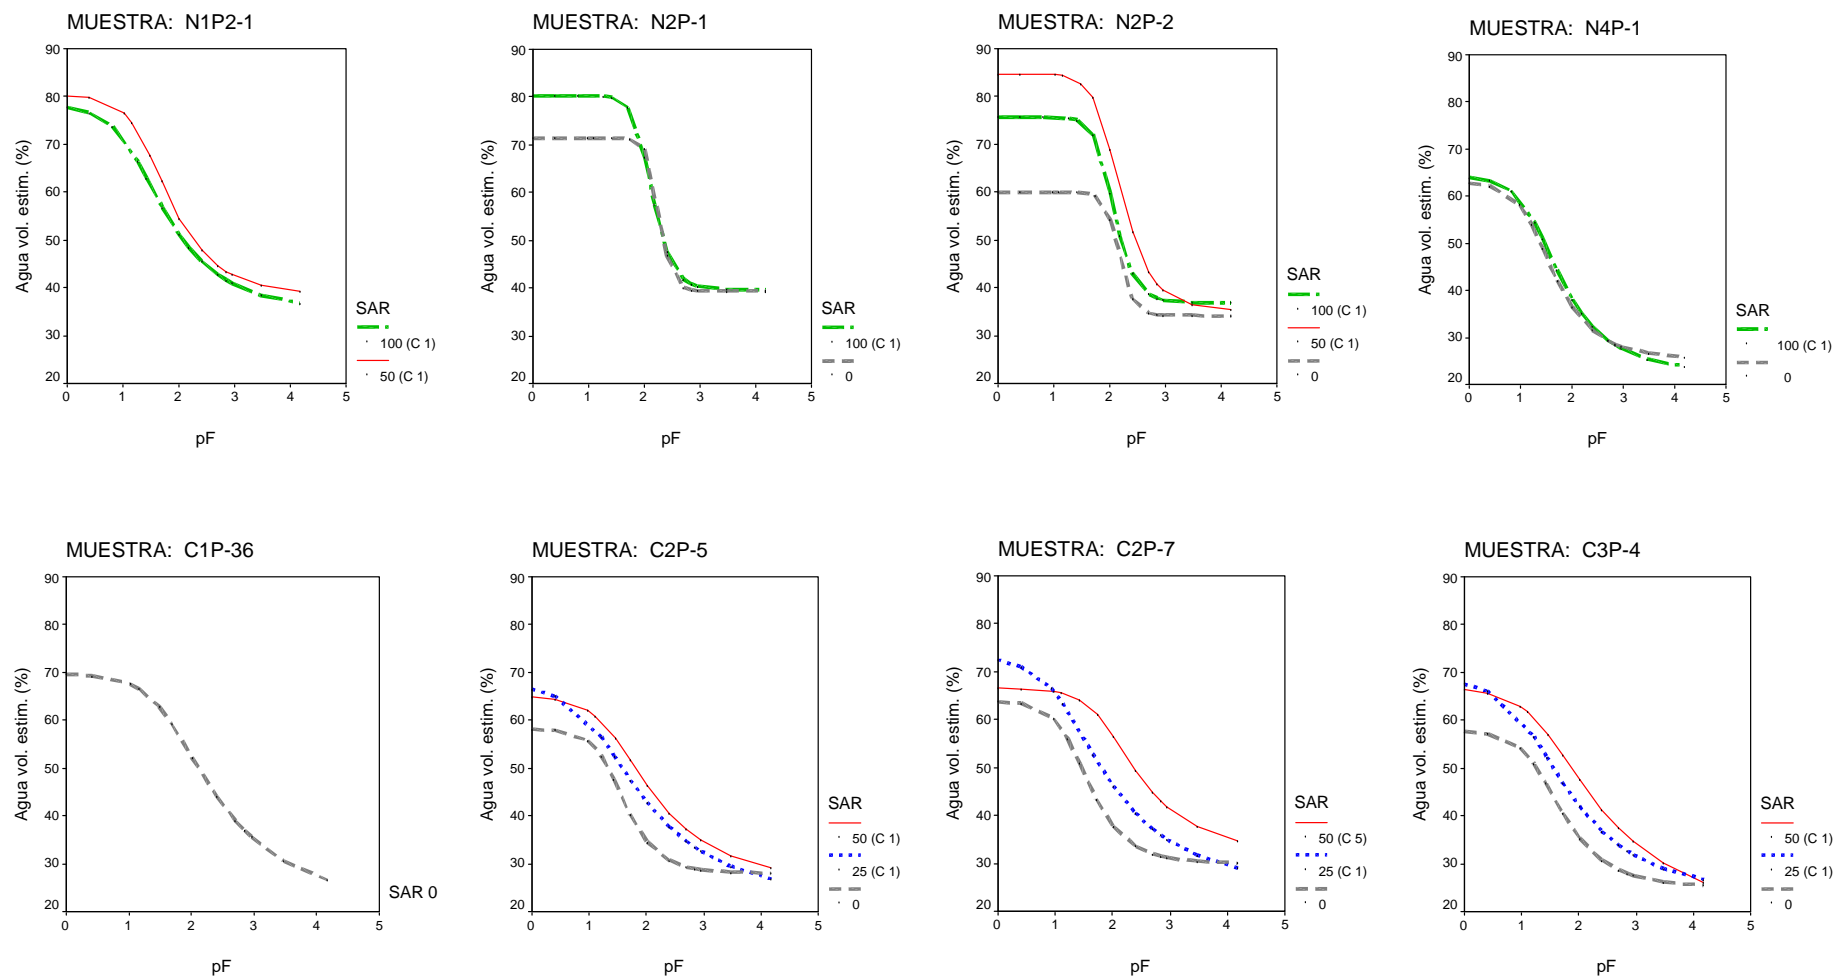 MUESTRA: N1P2-1
Agua vol. estim. (%)
90
80
70
60
50
40
30
20
0 1 2 3 4 5
pF
SAR
100 (C 1)
50 (C 1)
MUESTRA: N2P-1
Agua vol. estim. (%)
90
80
70
60
50
40
30
20
0 1 2 3 4 5
pF
SAR
100 (C 1)
0
MUESTRA: N2P-2
Agua vol. estim. (%)
90
80
70
60
50
40
30
20
0 1 2 3 4 5
pF
SAR
100 (C 1)
50 (C 1)
0
MUESTRA: N4P-1
Agua vol. estim. (%)
90
80
70
60
50
40
30
20
0 1 2 3 4 5
pF
SAR
100 (C 1)
0
MUESTRA: C1P-36
Agua vol. estim. (%)
90
80
70
60
50
40
30
20
0 1 2 3 4 5
pF
SAR 0
MUESTRA: C2P-5
Agua vol. estim. (%)
90
80
70
60
50
40
30
20
0 1 2 3 4 5
pF
SAR
50 (C 1)
25 (C 1)
0
MUESTRA: C2P-7
Agua vol. estim. (%)
90
80
70
60
50
40
30
20
0 1 2 3 4 5
pF
SAR
50 (C 5)
25 (C 1)
0
MUESTRA: C3P-4
Agua vol. estim. (%)
90
80
70
60
50
40
30
20
0 1 2 3 4 5
pF
SAR
50 (C 1)
25 (C 1)
0